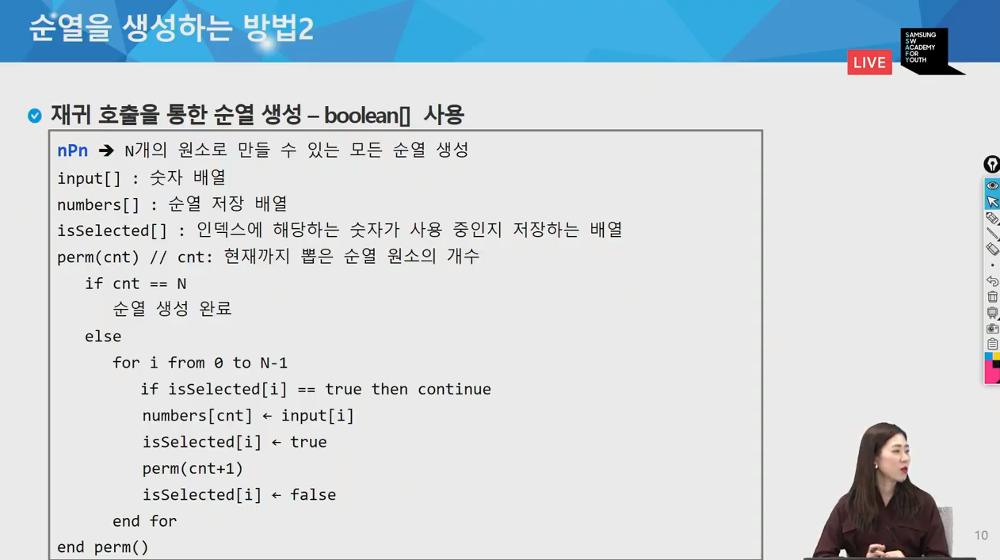 순열을 생성하는 방법2
LIVE
SAMSUNG
SW
ACADEMY
FOR
YOUTH
재귀 호출을 통한 순열 생성 – boolean[] 사용
nPn ➔ N개의 원소로 만들 수 있는 모든 순열 생성
input[] : 숫자 배열
numbers[] : 순열 저장 배열
isSelected[] : 인덱스에 해당하는 숫자가 사용 중인지 저장하는 배열
perm(cnt) // cnt: 현재까지 뽑은 순열 원소의 개수
if cnt == N
순열 생성 완료
else
for i from 0 to N-1
if isSelected[i] == true then continue
numbers[cnt] ← input[i]
isSelected[i] ← true
perm(cnt+1)
isSelected[i] ← false
end for
end perm()
10